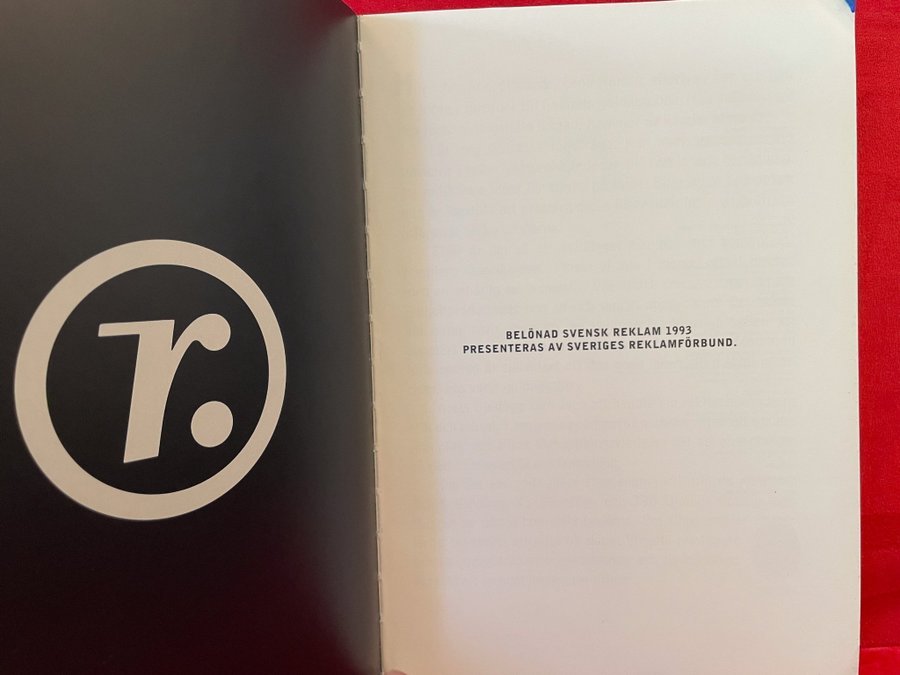 r.
BELÖNAD SVENSK REKLAM 1993
PRESENTERAS AV SVERIGES REKLAMFÖRBUND.